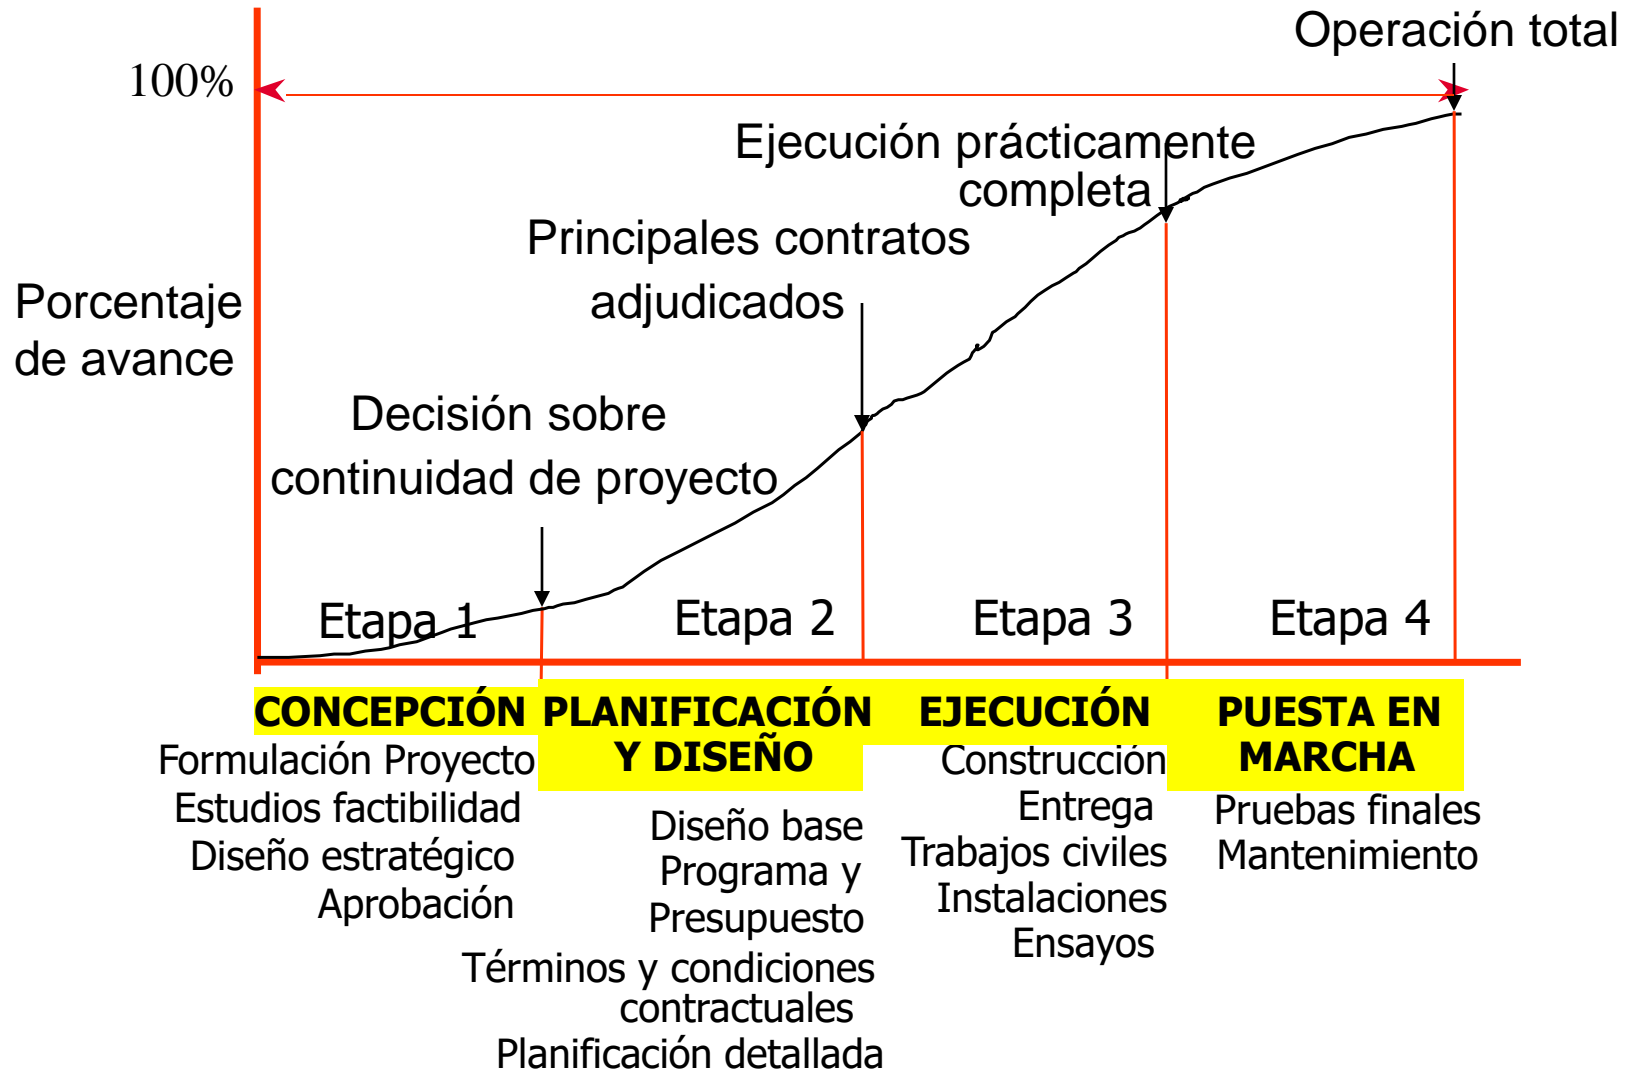 Operación total
100%
Ejecución prácticamente
completa
Principales contratos
adjudicados
Porcentaje
de avance
Decisión sobre
continuidad de proyecto
Etapa 1
Etapa 2
Etapa 3
Etapa 4
CONCEPCIÓN
Formulación Proyecto
Estudios factibilidad
Diseño estratégico
Aprobación
PLANIFICACIÓN
Y DISEÑO
Diseño base
Programa y
Presupuesto
Términos y condiciones
contractuales
Planificación detallada
EJECUCIÓN
Construcción
Entrega
Trabajos civiles
Instalaciones
Ensayos
PUESTA EN
MARCHA
Pruebas finales
Mantenimiento